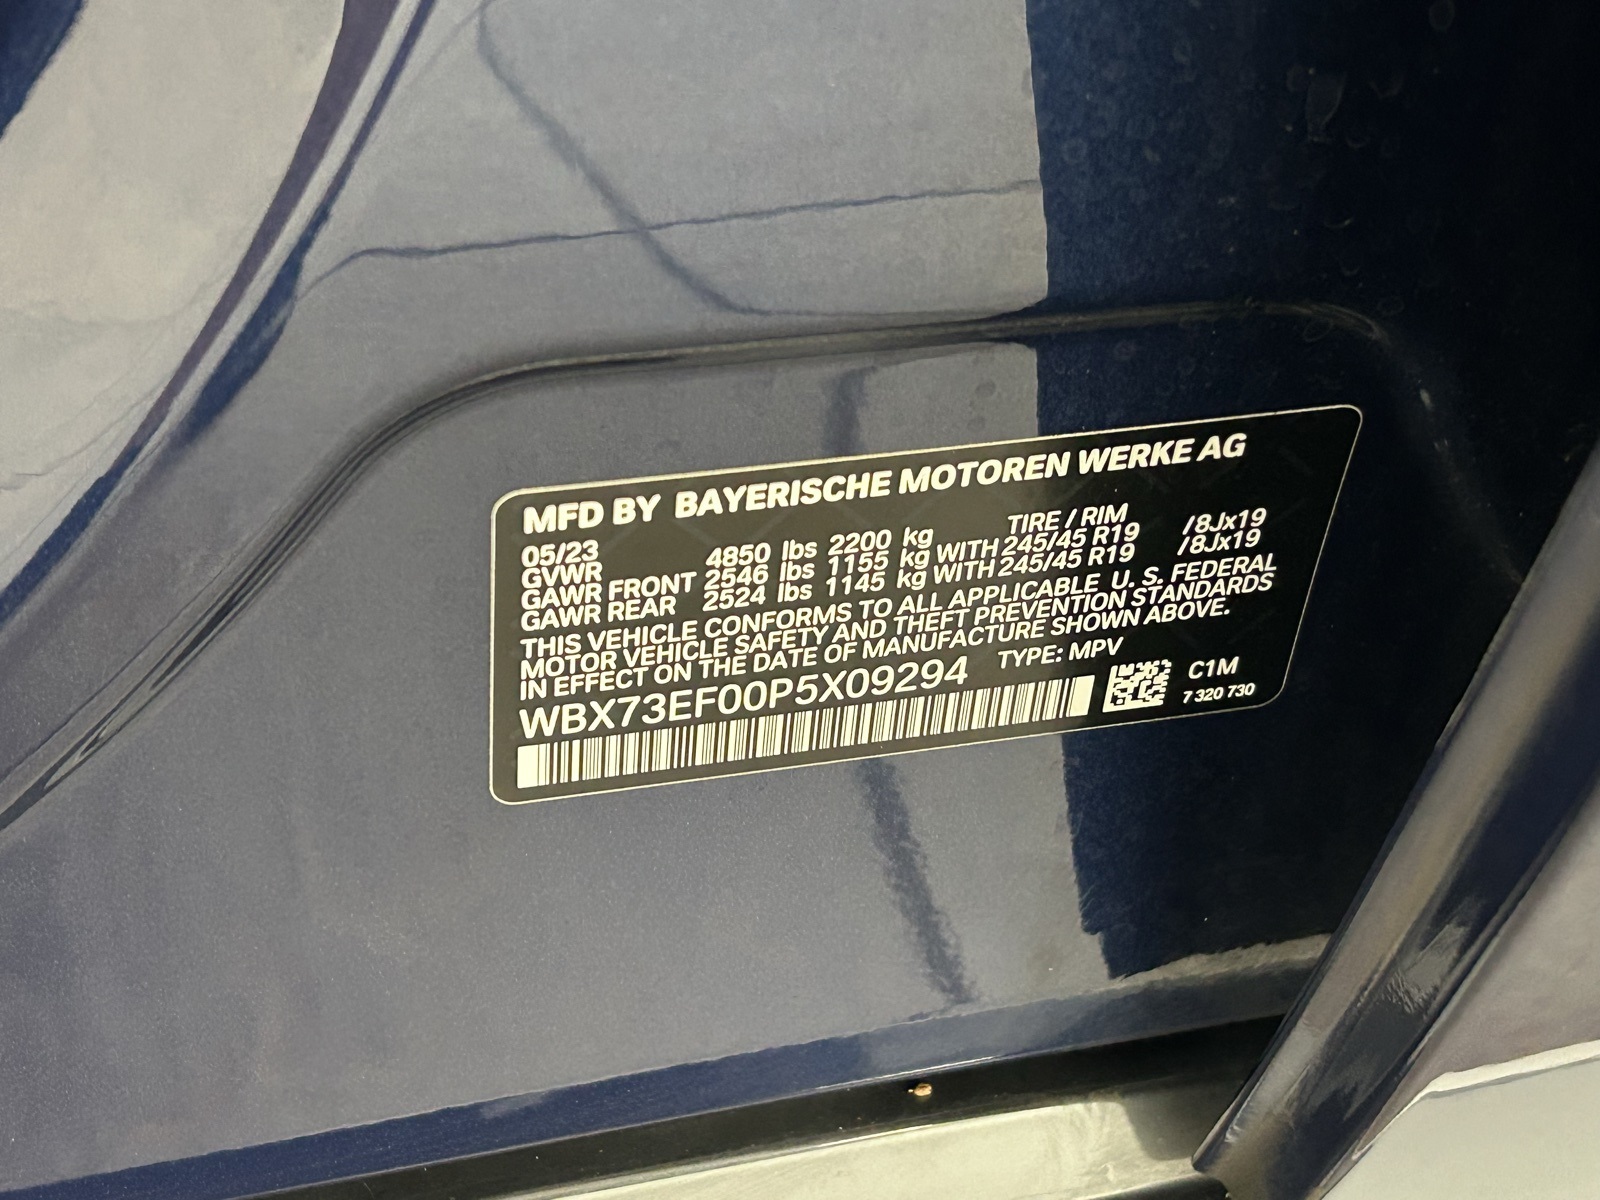 MFD BY BAYERISCHE MOTOREN WERKE AG
05/23 TIRE / RIM
GVWR 4850 lbs 2200 kg
GAWR FRONT 2546 lbs 1155 kg WITH 245/45 R19 /8Jx19
GAWR REAR 2524 lbs 1145 kg WITH 245/45 R19 /8Jx19
THIS VEHICLE CONFORMS TO ALL APPLICABLE U. S. FEDERAL
MOTOR VEHICLE SAFETY AND THEFT PREVENTION STANDARDS
IN EFFECT ON THE DATE OF MANUFACTURE SHOWN ABOVE.
WBX73EF00P5X09294 TYPE: MPV
C1M
7 320 730